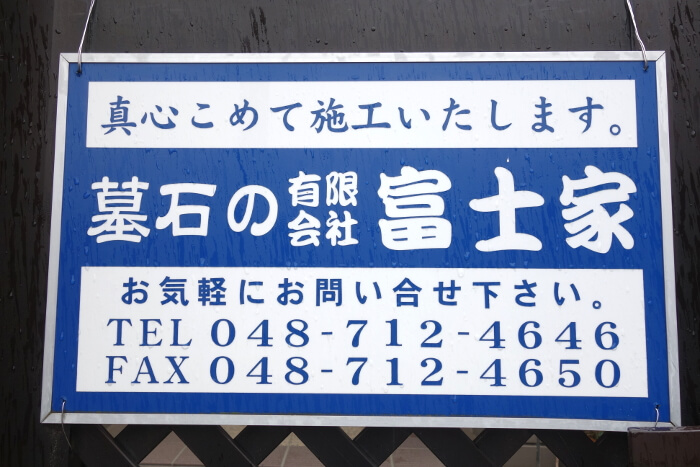 真心こめて施工いたします。
墓石の有限会社富士家
お気軽にお問い合せ下さい。
TEL 048-712-4646
FAX 048-712-4650